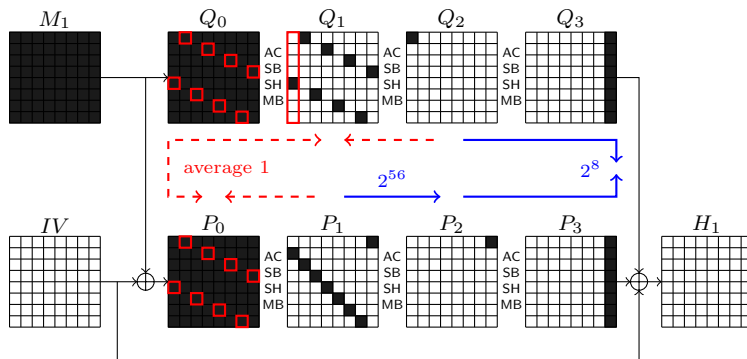 M1 Q0 Q1 Q2 Q3
AC AC AC
SB SB SB
SH SH SH
MB MB MB
average 1 2^56 2^8
IV P0 P1 P2 P3 H1
AC AC AC
SB SB SB
SH SH SH
MB MB MB